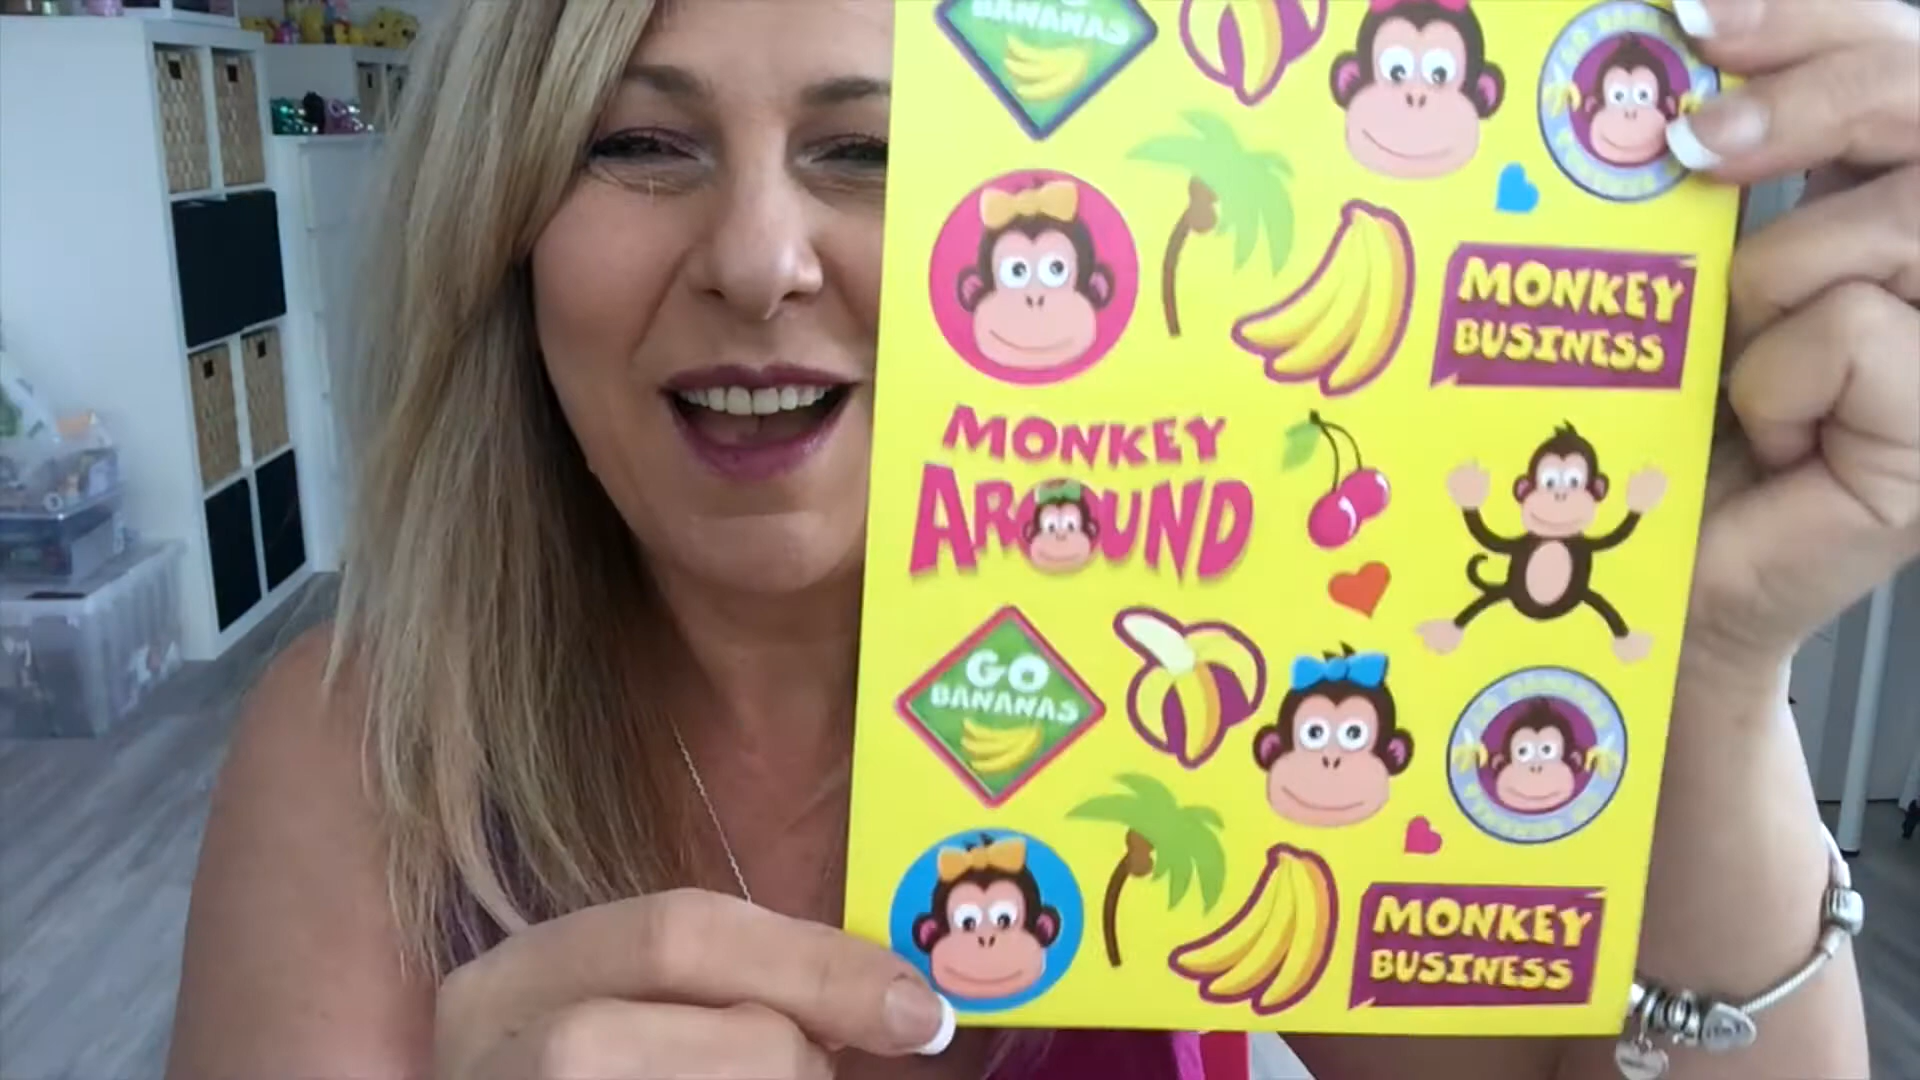 BANANAS
MONKEY
BUSINESS
MONKEY
AROUND
GO
BANANAS
MONKEY
BUSINESS